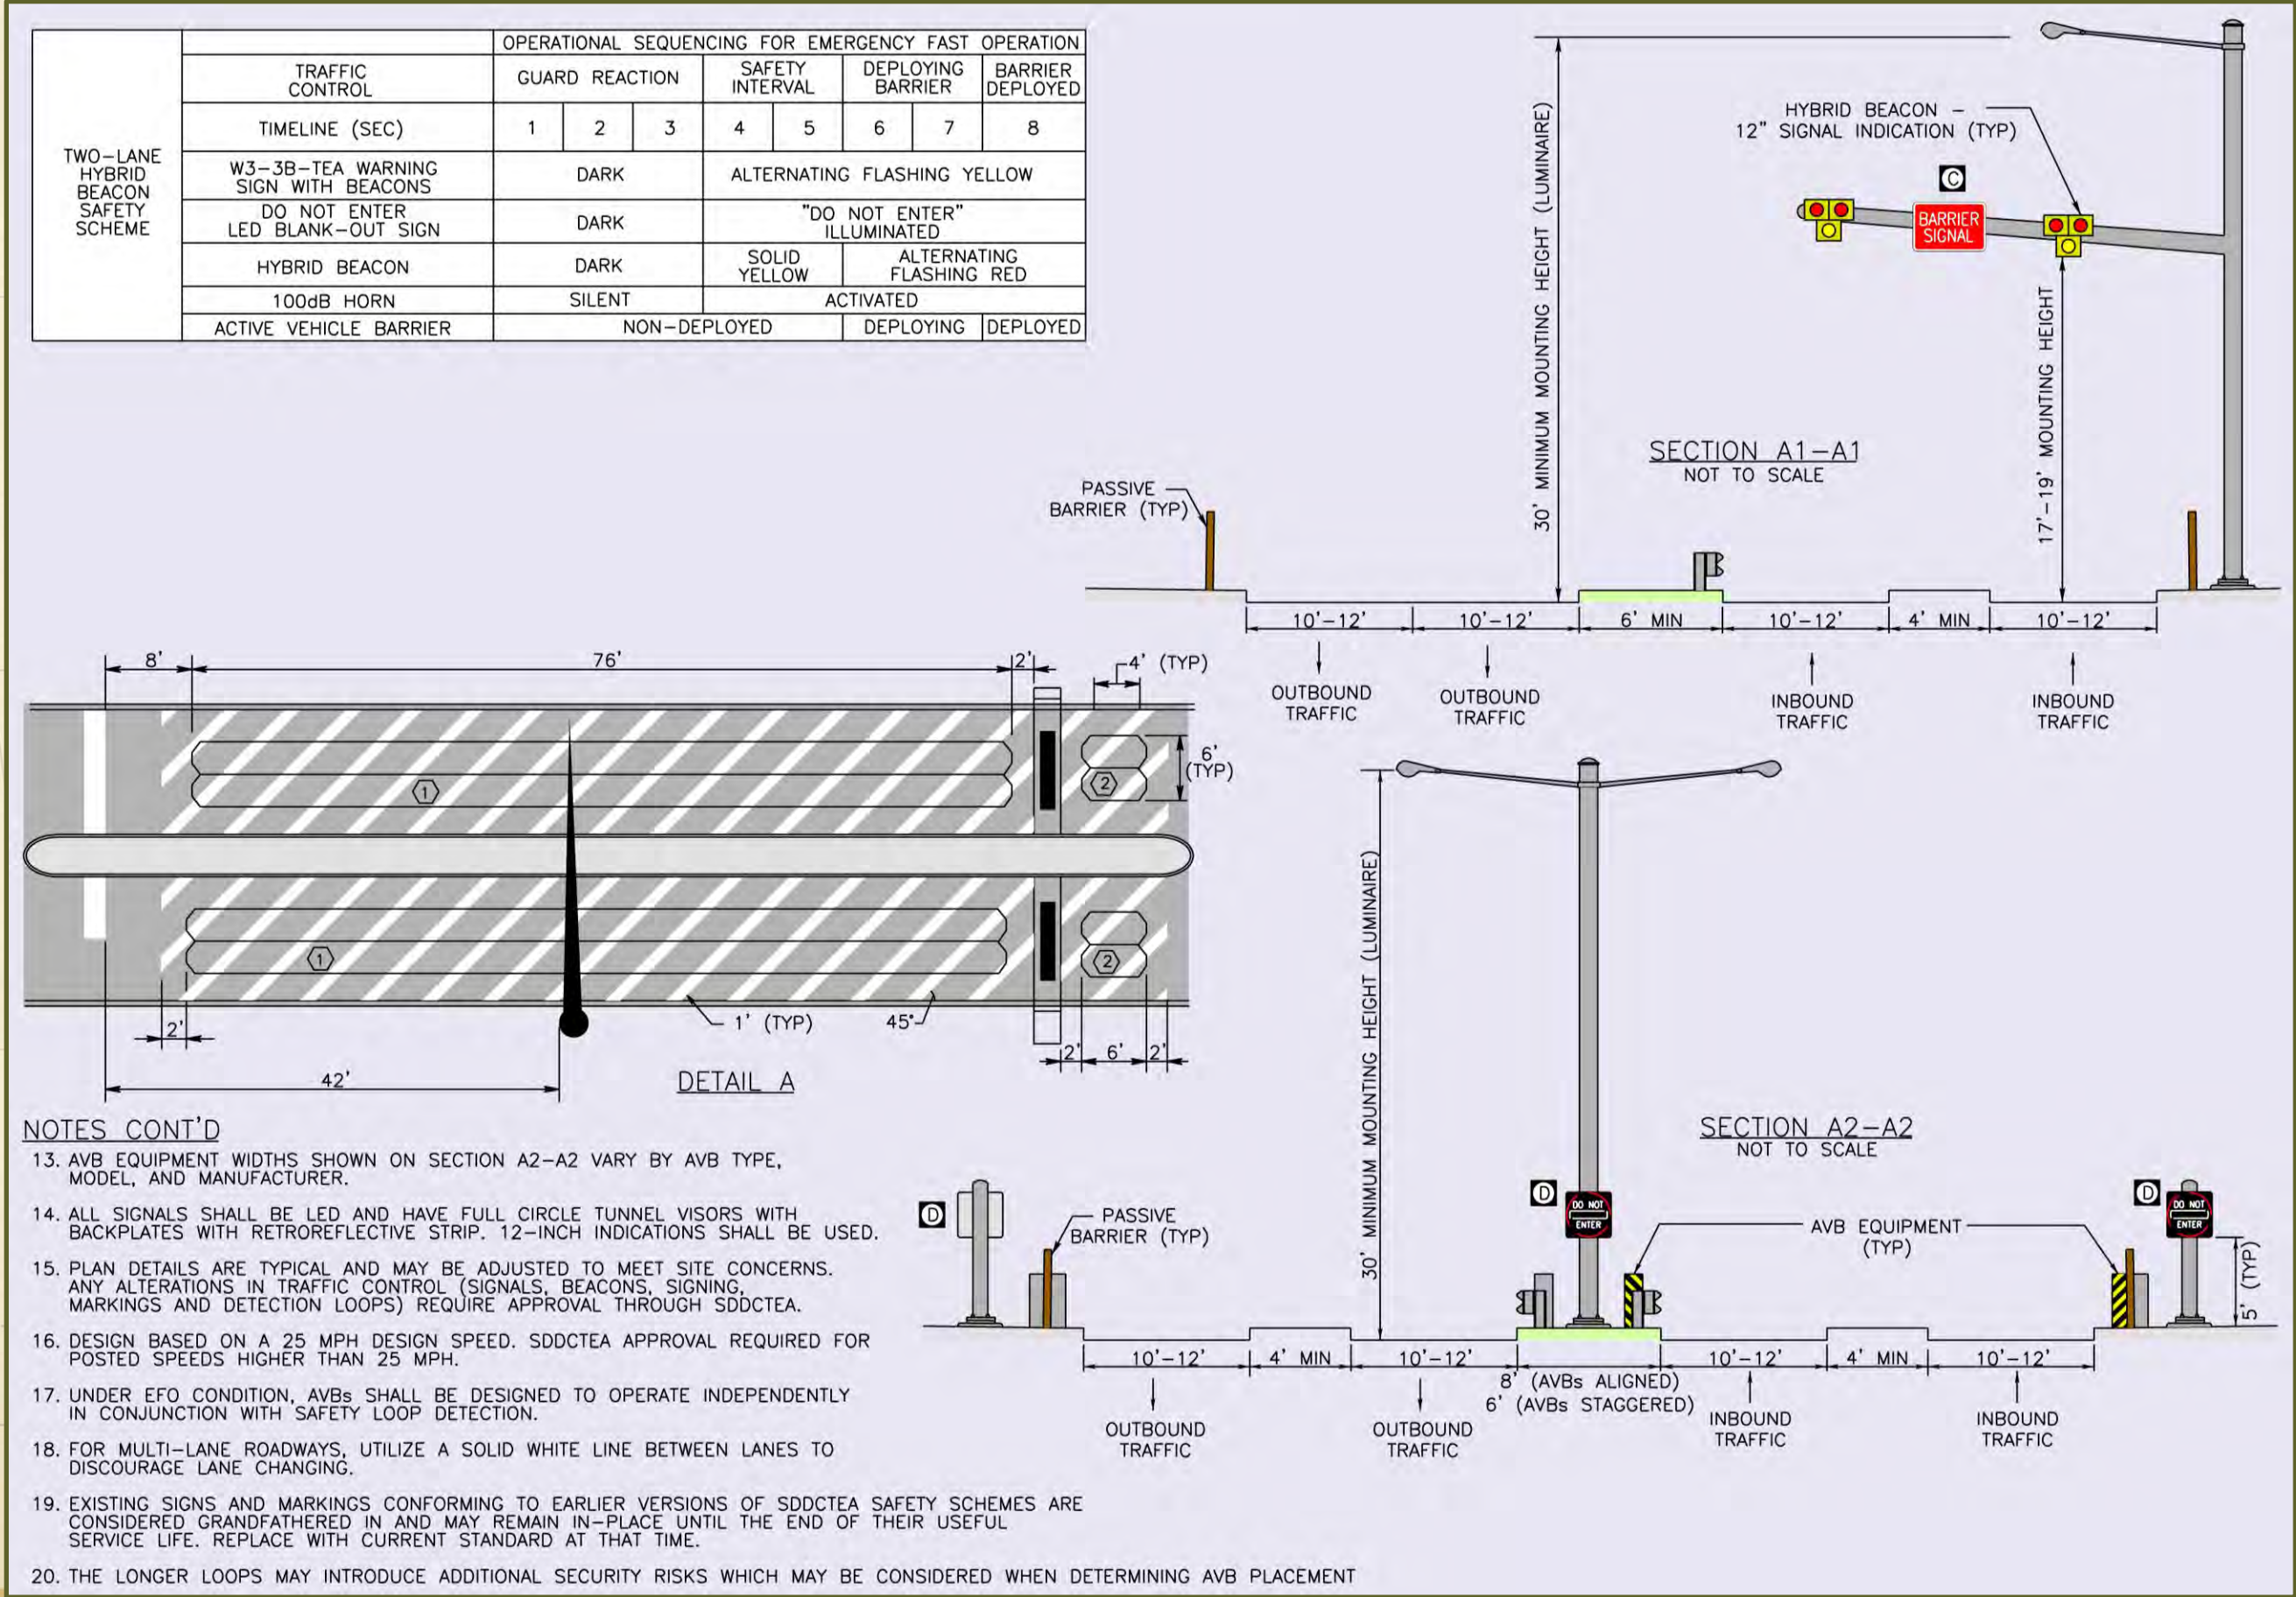 OPERATIONAL SEQUENCING FOR EMERGENCY FAST OPERATION
TRAFFIC
CONTROL
GUARD REACTION
SAFETY
INTERVAL
DEPLOYING
BARRIER
BARRIER
DEPLOYED
TIMELINE (SEC)
1 2 3 4 5 6 7 8
TWO-LANE
HYBRID
BEACON
SAFETY
SCHEME
W3-3B-TEA WARNING
SIGN WITH BEACONS
DARK
ALTERNATING FLASHING YELLOW
DO NOT ENTER
LED BLANK-OUT SIGN
DARK
"DO NOT ENTER"
ILLUMINATED
HYBRID BEACON
DARK
SOLID
YELLOW
ALTERNATING
FLASHING RED
100dB HORN
SILENT
ACTIVATED
ACTIVE VEHICLE BARRIER
NON-DEPLOYED
DEPLOYING
DEPLOYED
30' MINIMUM MOUNTING HEIGHT (LUMINAIRE)
HYBRID BEACON -
12" SIGNAL INDICATION (TYP)
C
BARRIER
SIGNAL
17'-19' MOUNTING HEIGHT
SECTION A1-A1
NOT TO SCALE
PASSIVE
BARRIER (TYP)
10'-12'
10'-12'
6' MIN
10'-12'
4' MIN
10'-12'
OUTBOUND
TRAFFIC
OUTBOUND
TRAFFIC
INBOUND
TRAFFIC
INBOUND
TRAFFIC
8'
76'
2'
4' (TYP)
6'
(TYP)
1
2
1
2
2'
1' (TYP)
45°
2'
6'
2'
42'
DETAIL A
30' MINIMUM MOUNTING HEIGHT (LUMINAIRE)
SECTION A2-A2
NOT TO SCALE
D
PASSIVE
BARRIER (TYP)
D
DO NOT
ENTER
AVB EQUIPMENT
(TYP)
D
DO NOT
ENTER
5' (TYP)
10'-12'
4' MIN
10'-12'
8' (AVBs ALIGNED)
6' (AVBs STAGGERED)
10'-12'
4' MIN
10'-12'
OUTBOUND
TRAFFIC
OUTBOUND
TRAFFIC
INBOUND
TRAFFIC
INBOUND
TRAFFIC
NOTES CONT'D
13. AVB EQUIPMENT WIDTHS SHOWN ON SECTION A2-A2 VARY BY AVB TYPE,
MODEL, AND MANUFACTURER.
14. ALL SIGNALS SHALL BE LED AND HAVE FULL CIRCLE TUNNEL VISORS WITH
BACKPLATES WITH RETROREFLECTIVE STRIP. 12-INCH INDICATIONS SHALL BE USED.
15. PLAN DETAILS ARE TYPICAL AND MAY BE ADJUSTED TO MEET SITE CONCERNS.
ANY ALTERATIONS IN TRAFFIC CONTROL (SIGNALS, BEACONS, SIGNING,
MARKINGS AND DETECTION LOOPS) REQUIRE APPROVAL THROUGH SDDCTEA.
16. DESIGN BASED ON A 25 MPH DESIGN SPEED. SDDCTEA APPROVAL REQUIRED FOR
POSTED SPEEDS HIGHER THAN 25 MPH.
17. UNDER EFO CONDITION, AVBs SHALL BE DESIGNED TO OPERATE INDEPENDENTLY
IN CONJUNCTION WITH SAFETY LOOP DETECTION.
18. FOR MULTI-LANE ROADWAYS, UTILIZE A SOLID WHITE LINE BETWEEN LANES TO
DISCOURAGE LANE CHANGING.
19. EXISTING SIGNS AND MARKINGS CONFORMING TO EARLIER VERSIONS OF SDDCTEA SAFETY SCHEMES ARE
CONSIDERED GRANDFATHERED IN AND MAY REMAIN IN-PLACE UNTIL THE END OF THEIR USEFUL
SERVICE LIFE. REPLACE WITH CURRENT STANDARD AT THAT TIME.
20. THE LONGER LOOPS MAY INTRODUCE ADDITIONAL SECURITY RISKS WHICH MAY BE CONSIDERED WHEN DETERMINING AVB PLACEMENT